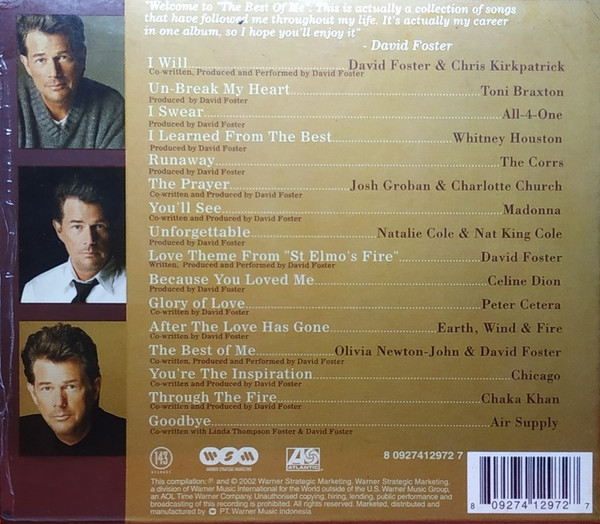 "Welcome to "The Best Of Me". This is actually a collection of songs
that have followed me throughout my life. It's actually my career
in one album, so I hope you'll enjoy it"
- David Foster
I Will David Foster & Chris Kirkpatrick
Co-written, Produced and Performed by David Foster
Un-Break My Heart Toni Braxton
Produced by David Foster
I Swear All-4-One
Produced by David Foster
I Learned From The Best Whitney Houston
Produced by David Foster
Runaway The Corrs
Produced by David Foster
The Prayer Josh Groban & Charlotte Church
Co-written and Produced by David Foster
You'll See Madonna
Co-written and Produced by David Foster
Unforgettable Natalie Cole & Nat King Cole
Produced by David Foster
Love Theme From "St Elmo's Fire" David Foster
Written, Produced and Performed by David Foster
Because You Loved Me Celine Dion
Produced by David Foster
Glory of Love Peter Cetera
Co-written by David Foster
After The Love Has Gone Earth, Wind & Fire
Co-written by David Foster
The Best of Me Olivia Newton-John & David Foster
Co-written, Produced and Performed by David Foster
You're The Inspiration Chicago
Co-written and Produced by David Foster
Through The Fire Chaka Khan
Co-written and Produced by David Foster
Goodbye Air Supply
Co-written with Linda Thompson Foster & David Foster
143
RECORDS
WSM
WARNER STRATEGIC MARKETING
ATLANTIC
8 0927412972 7
This compilation: ℗ and © 2002 Warner Strategic Marketing. Warner Strategic Marketing,
a division of Warner Music International for the World outside of the U.S. Warner Music Group,
an AOL Time Warner Company. Unauthorised copying, hiring, lending, public performance and
broadcasting of this recording is prohibited. All rights reserved. Marketed, distributed
and manufactured by PT. Warner Music Indonesia
8 09274 12972 7